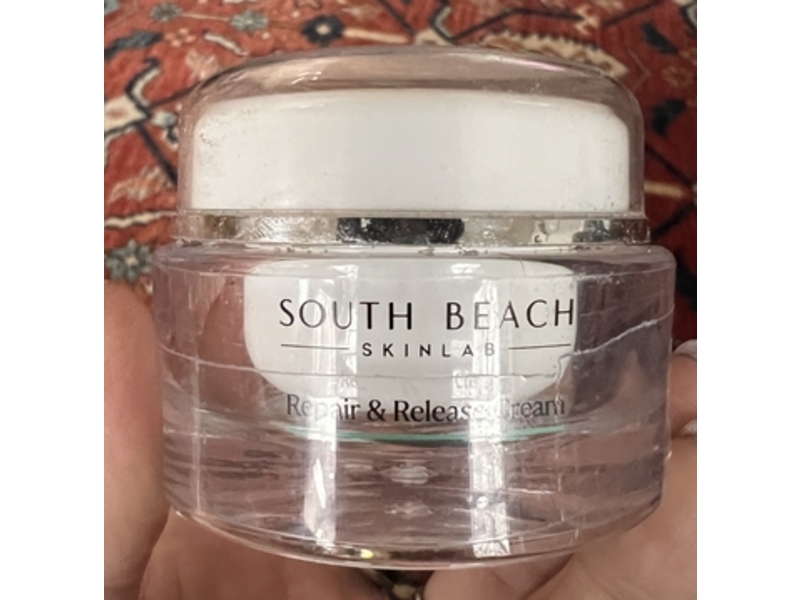 SOUTH BEACH
SKINLAB
Repair & Release Cream